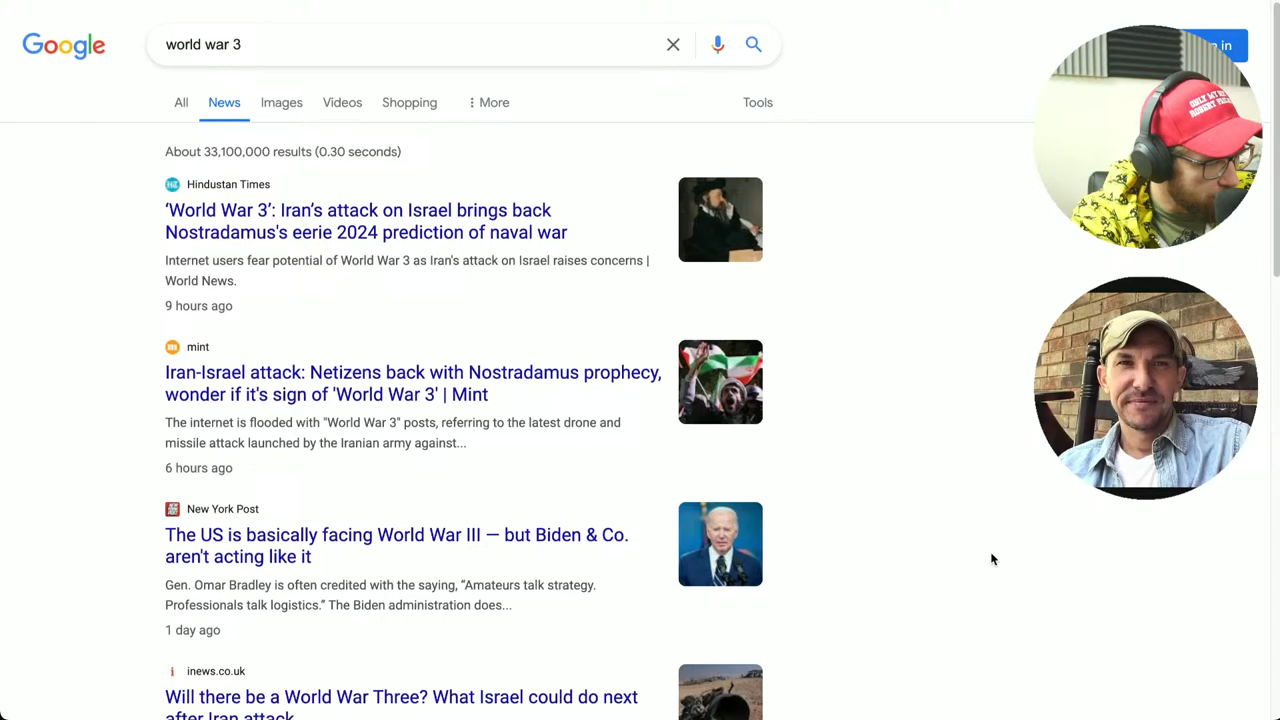 Google
world war 3
in
All
News
Images
Videos
Shopping
More
Tools
About 33,100,000 results (0.30 seconds)
Hindustan Times
‘World War 3’: Iran’s attack on Israel brings back
Nostradamus's eerie 2024 prediction of naval war
Internet users fear potential of World War 3 as Iran's attack on Israel raises concerns |
World News.
9 hours ago
mint
Iran-Israel attack: Netizens back with Nostradamus prophecy,
wonder if it's sign of 'World War 3' | Mint
The internet is flooded with "World War 3" posts, referring to the latest drone and
missile attack launched by the Iranian army against...
6 hours ago
New York Post
The US is basically facing World War III — but Biden & Co.
aren't acting like it
Gen. Omar Bradley is often credited with the saying, “Amateurs talk strategy.
Professionals talk logistics.” The Biden administration does...
1 day ago
inews.co.uk
Will there be a World War Three? What Israel could do next
after Iran attack
ONLY MY
ROBERT